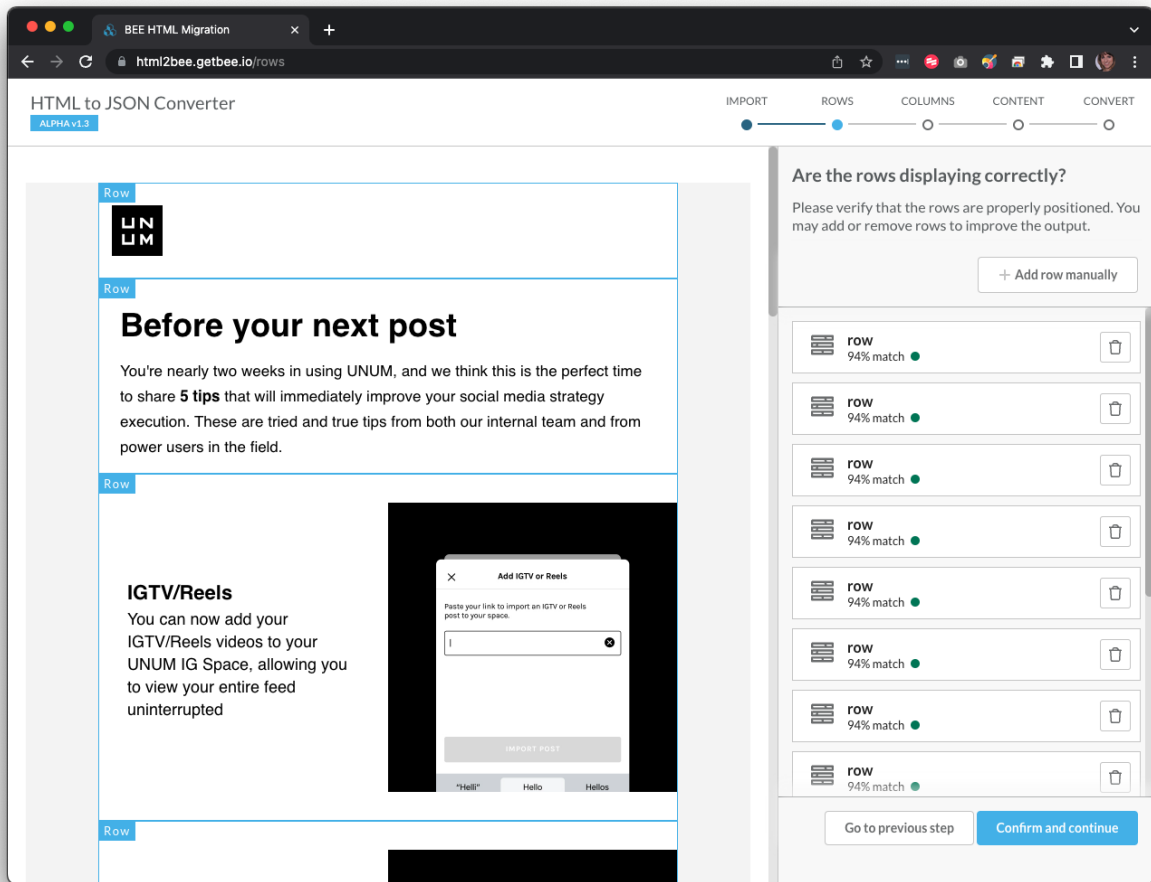 BEE HTML Migration
html2bee.getbee.io/rows
HTML to JSON Converter
ALPHA v1.3
IMPORT
ROWS
COLUMNS
CONTENT
CONVERT
Row
UN
UM
Row
Before your next post
You're nearly two weeks in using UNUM, and we think this is the perfect time
to share 5 tips that will immediately improve your social media strategy
execution. These are tried and true tips from both our internal team and from
power users in the field.
Row
IGTV/Reels
You can now add your
IGTV/Reels videos to your
UNUM IG Space, allowing you
to view your entire feed
uninterrupted
Add IGTV or Reels
Paste your link to import an IGTV or Reels
post to your space.
IMPORT POST
"Helli"
Hello
Hellos
Row
Are the rows displaying correctly?
Please verify that the rows are properly positioned. You
may add or remove rows to improve the output.
+ Add row manually
row
94% match
row
94% match
row
94% match
row
94% match
row
94% match
row
94% match
row
94% match
row
94% match
Go to previous step
Confirm and continue